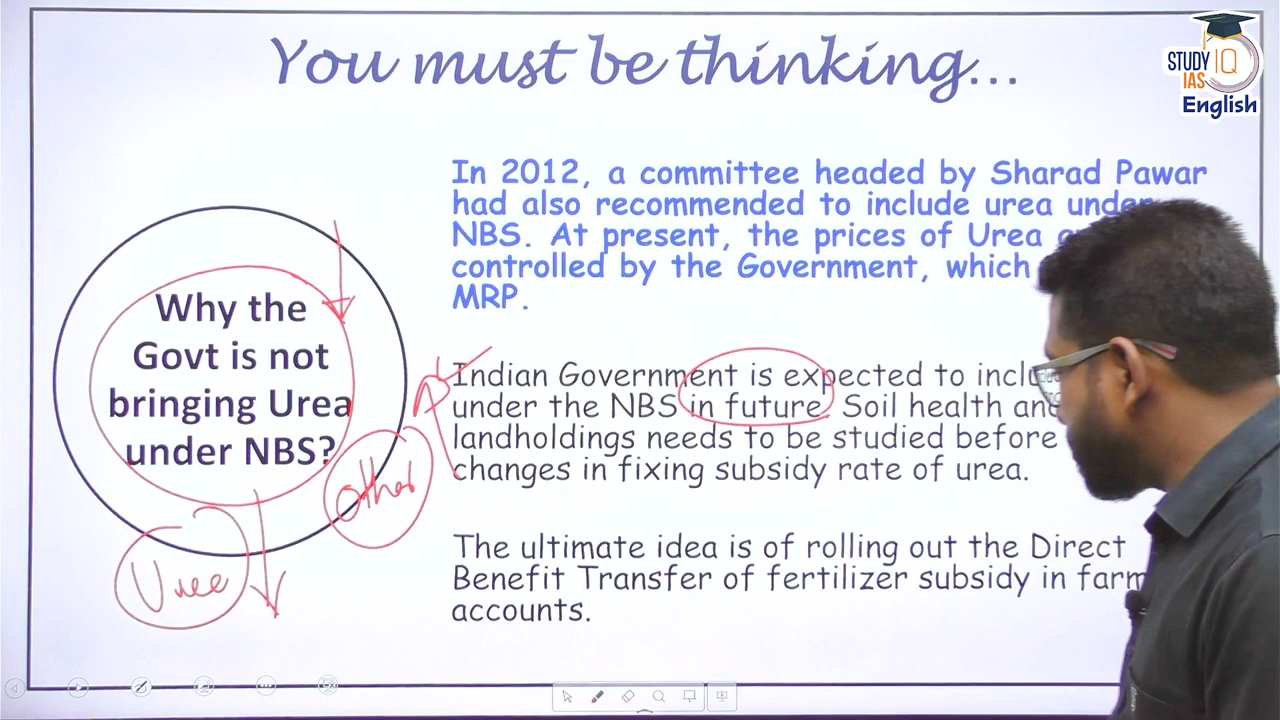 You must be thinking...
STUDY IQ
IAS
English
In 2012, a committee headed by Sharad Pawar
had also recommended to include urea under
NBS. At present, the prices of Urea
controlled by the Government, which
MRP.
Why the
Govt is not
bringing Urea
under NBS?
Indian Government is expected to
under the NBS in future. Soil health
landholdings needs to be studied before
changes in fixing subsidy rate of urea.
other
Urea
The ultimate idea is of rolling out the Direct
Benefit Transfer of fertilizer subsidy in
accounts.